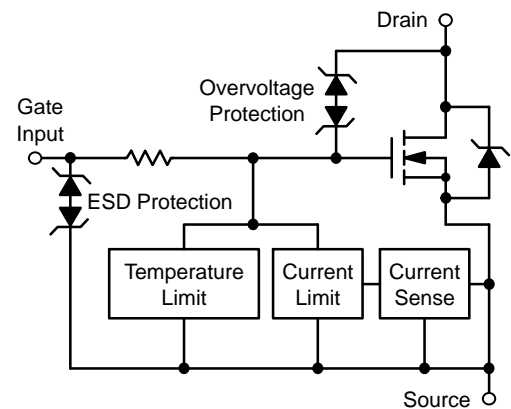 Drain
Overvoltage
Protection
Gate
Input
ESD Protection
Temperature
Limit
Current
Limit
Current
Sense
Source